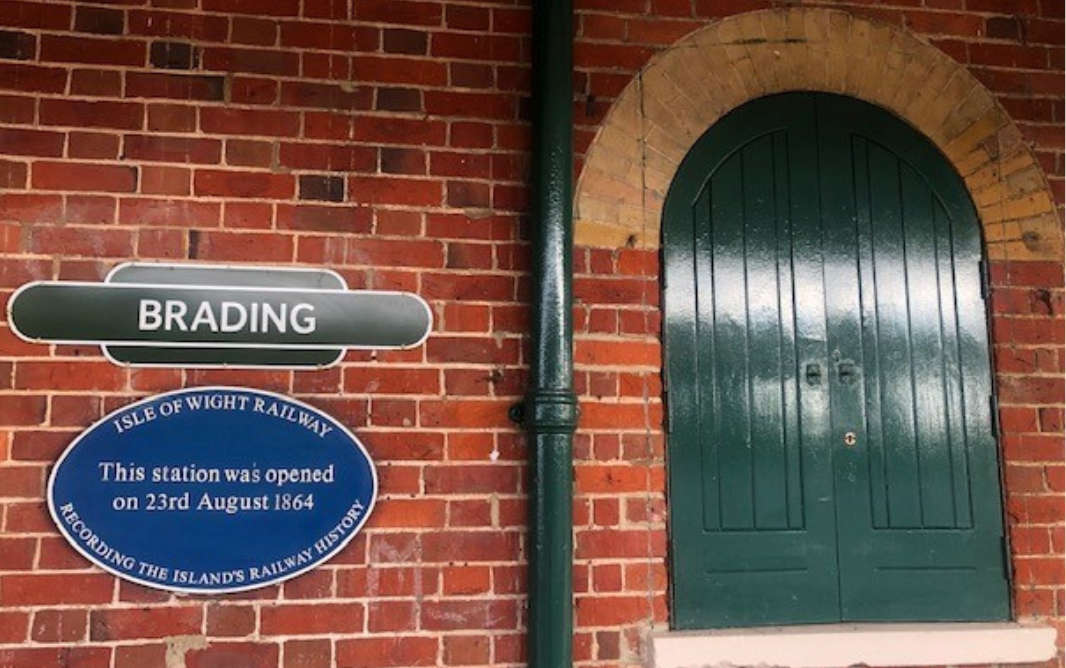 BRADING
ISLE OF WIGHT RAILWAY
This station was opened
on 23rd August 1864
RECORDING THE ISLAND'S RAILWAY HISTORY